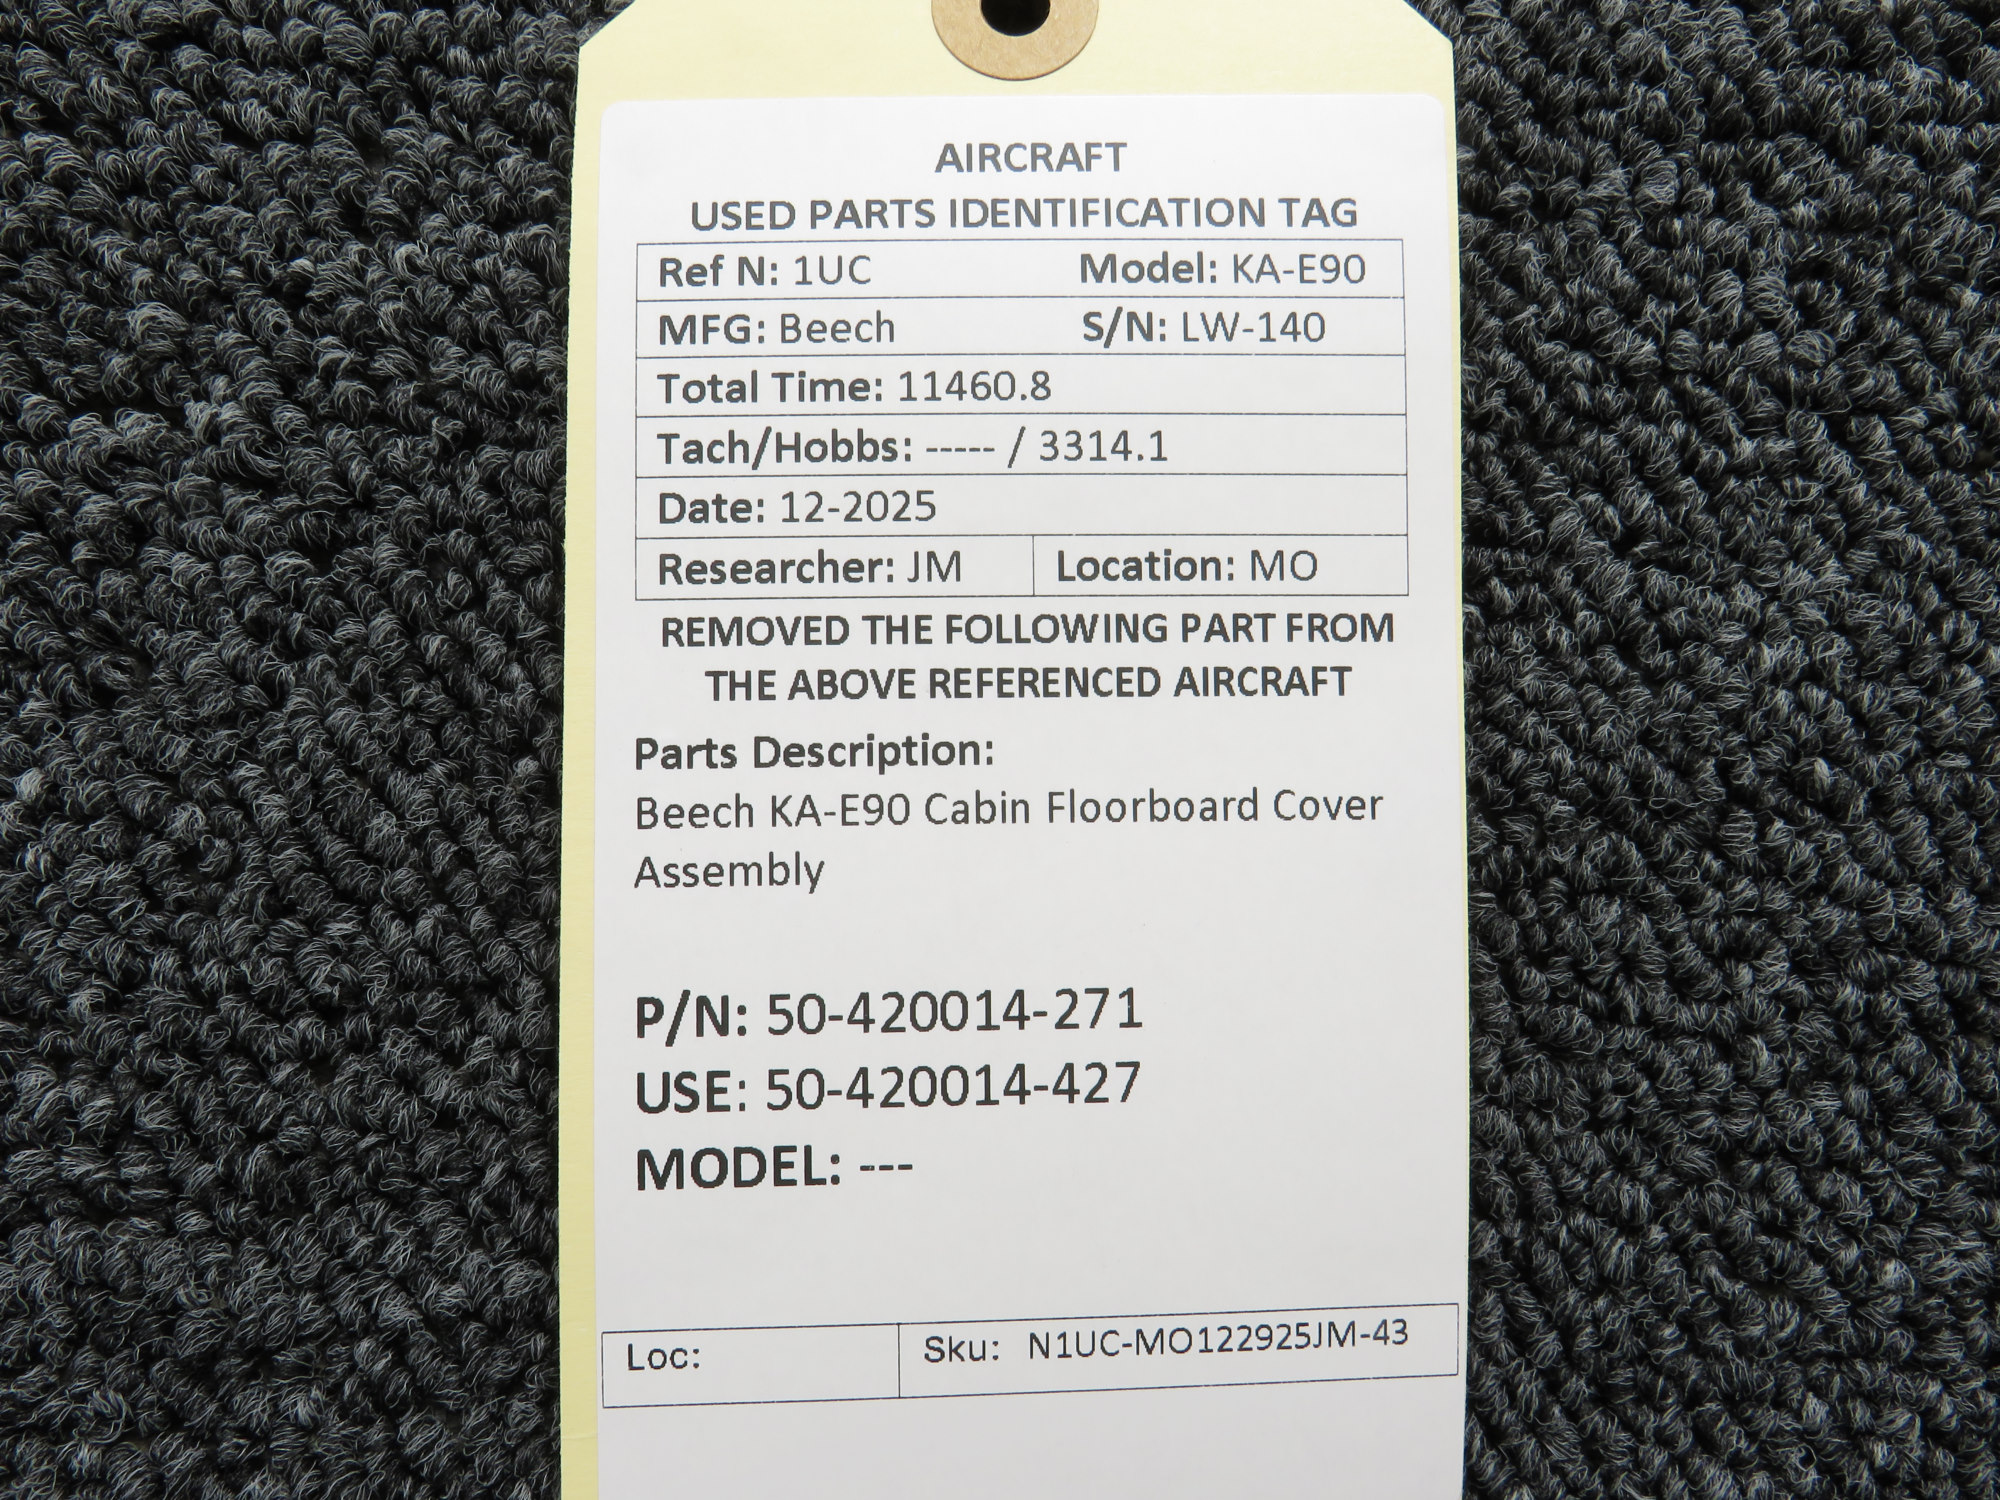 AIRCRAFT
USED PARTS IDENTIFICATION TAG
Ref N: 1UC Model: KA-E90
MFG: Beech S/N: LW-140
Total Time: 11460.8
Tach/Hobbs: ----- / 3314.1
Date: 12-2025
Researcher: JM Location: MO
REMOVED THE FOLLOWING PART FROM
THE ABOVE REFERENCED AIRCRAFT
Parts Description:
Beech KA-E90 Cabin Floorboard Cover
Assembly
P/N: 50-420014-271
USE: 50-420014-427
MODEL: ---
Loc: Sku: N1UC-MO122925JM-43